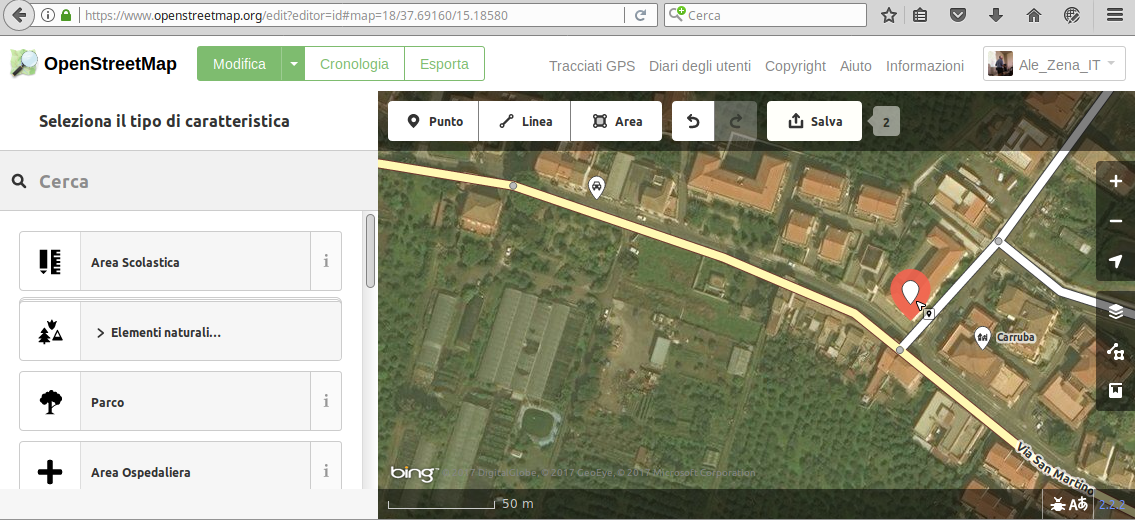 https://www.openstreetmap.org/edit?editor=id#map=18/37.69160/15.18580
Cerca
OpenStreetMap
Modifica
Cronologia
Esporta
Tracciati GPS
Diari degli utenti
Copyright
Aiuto
Informazioni
Ale_Zena_IT
Seleziona il tipo di caratteristica
Punto
Linea
Area
Salva
2
Cerca
Area Scolastica
i
Elementi naturali...
Parco
i
Area Ospedaliera
i
Carruba
Via San Martino
bing
© 2017 DigitalGlobe, © 2017 GeoEye, © 2017 Microsoft Corporation
50 m
2.2.2